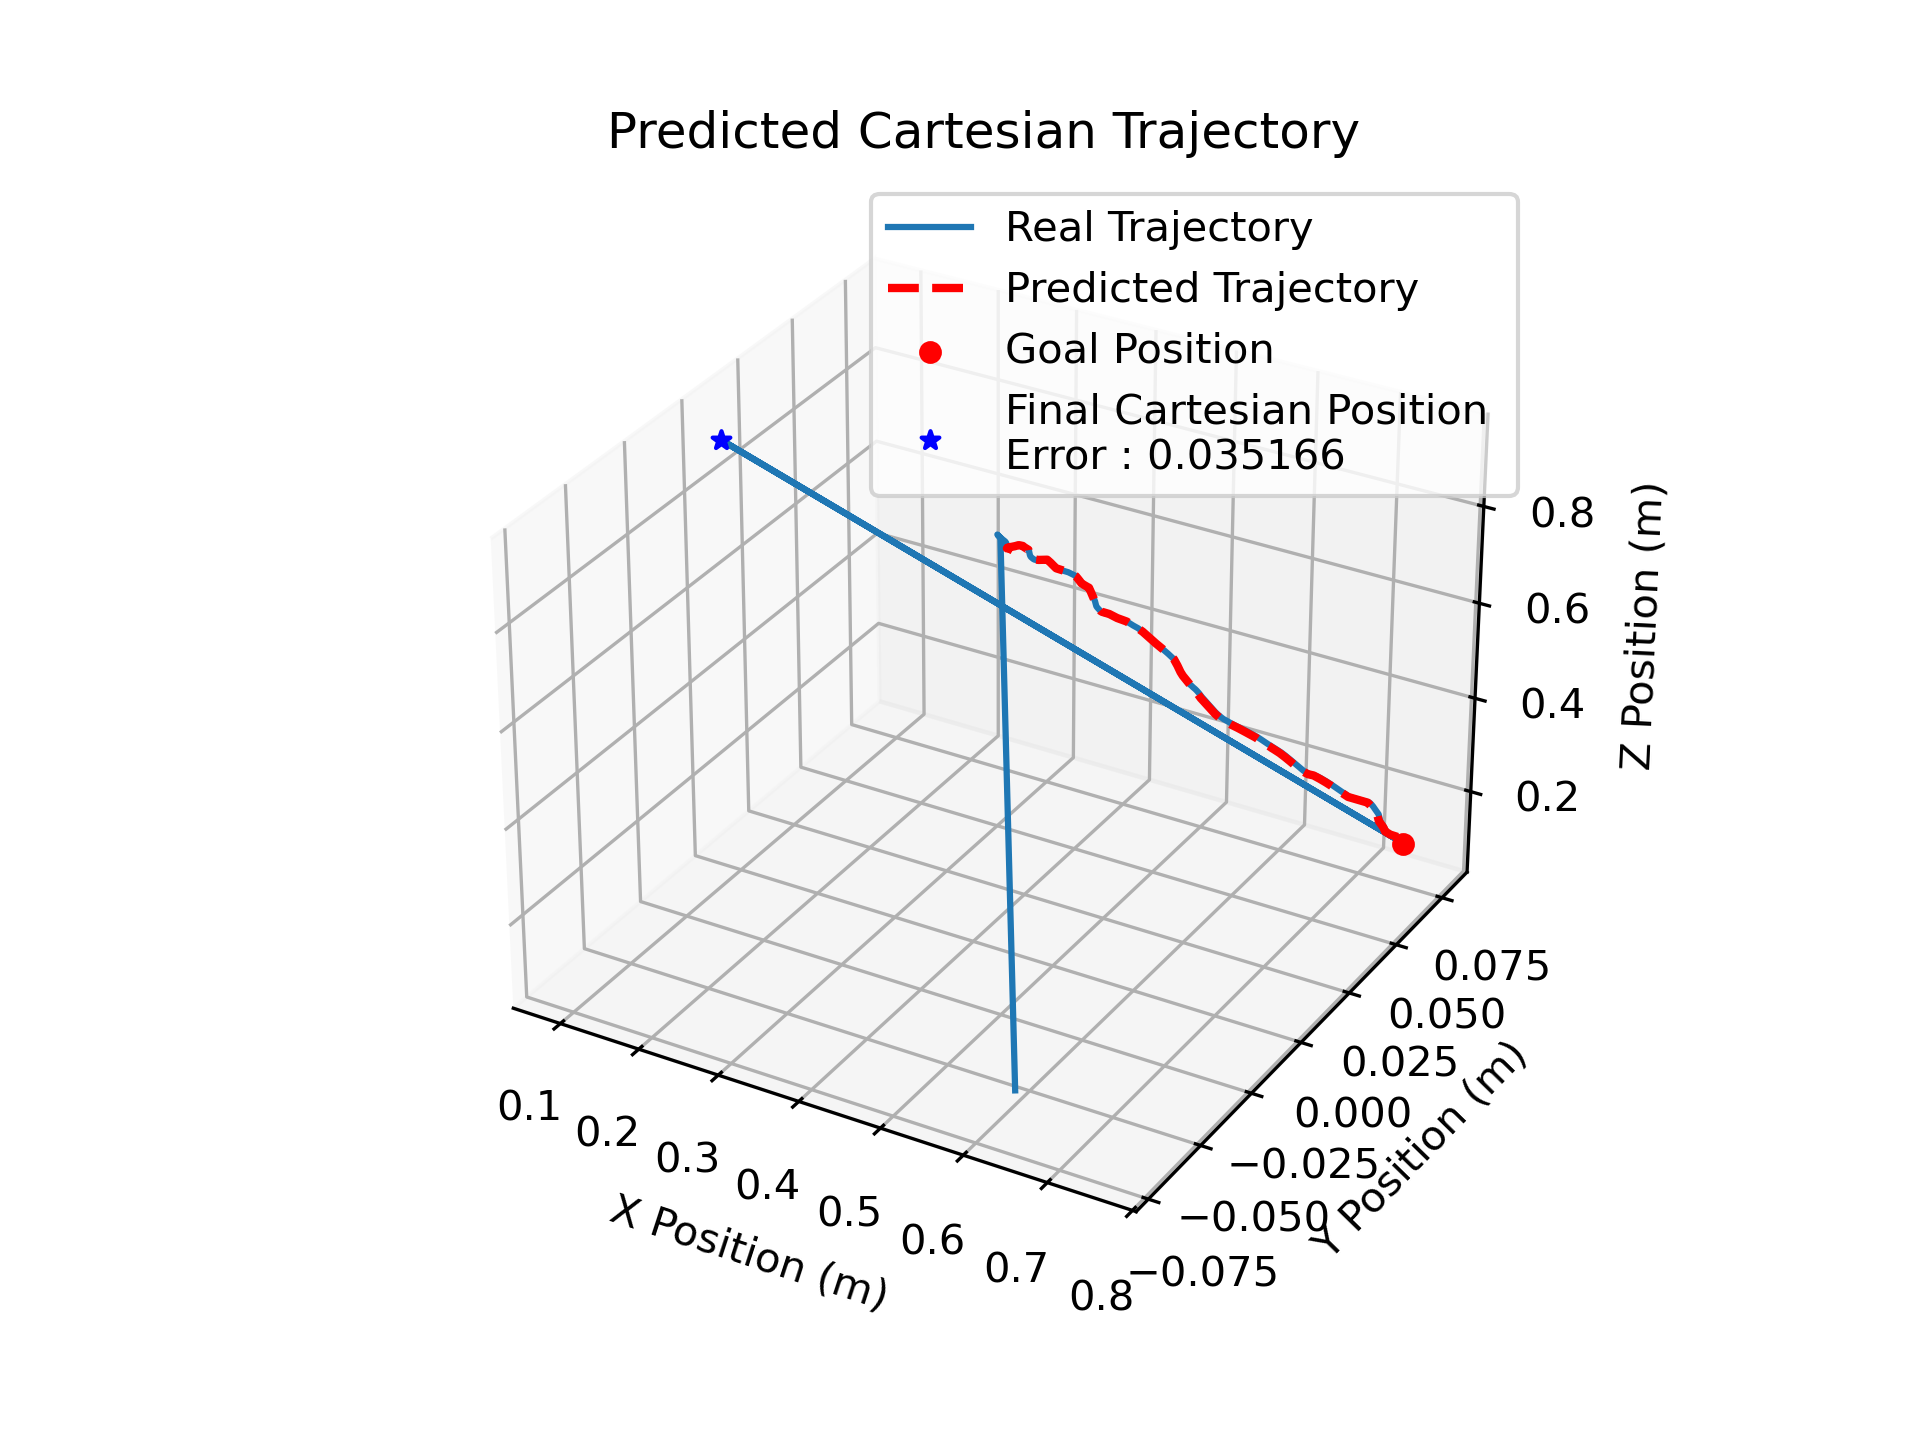 Predicted Cartesian Trajectory
Real Trajectory
Predicted Trajectory
Goal Position
Final Cartesian Position
Error : 0.035166
0.8
0.6
0.4
0.2
Z Position (m)
0.075
0.050
0.025
0.000
−0.025
−0.050
−0.075
Y Position (m)
0.1
0.2
0.3
0.4
0.5
0.6
0.7
0.8
X Position (m)